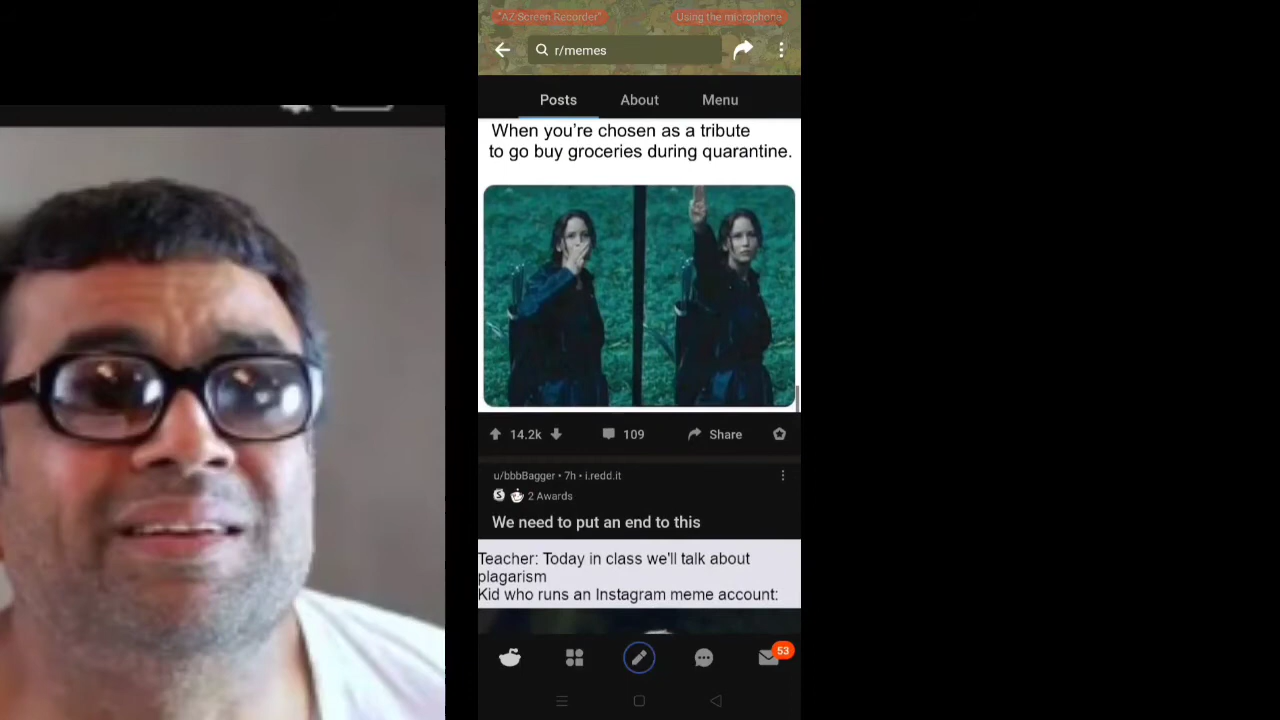 "AZ Screen Recorder"
Using the microphone
r/memes
Posts
About
Menu
When you're chosen as a tribute
to go buy groceries during quarantine.
14.2k
109
Share
u/bbbBagger • 7h • i.redd.it
2 Awards
We need to put an end to this
Teacher: Today in class we'll talk about
plagarism
Kid who runs an Instagram meme account:
53